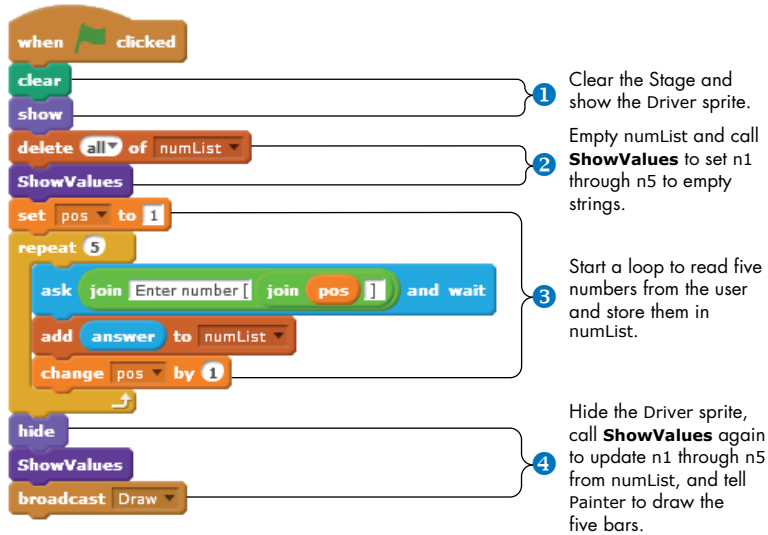 when clicked
clear
show
delete all of numList
ShowValues
set pos to 1
repeat 5
ask join Enter number [ join pos ] and wait
add answer to numList
change pos by 1
hide
ShowValues
broadcast Draw
1 Clear the Stage and
show the Driver sprite.
2 Empty numList and call
ShowValues to set n1
through n5 to empty
strings.
3 Start a loop to read five
numbers from the user
and store them in
numList.
4 Hide the Driver sprite,
call ShowValues again
to update n1 through n5
from numList, and tell
Painter to draw the
five bars.